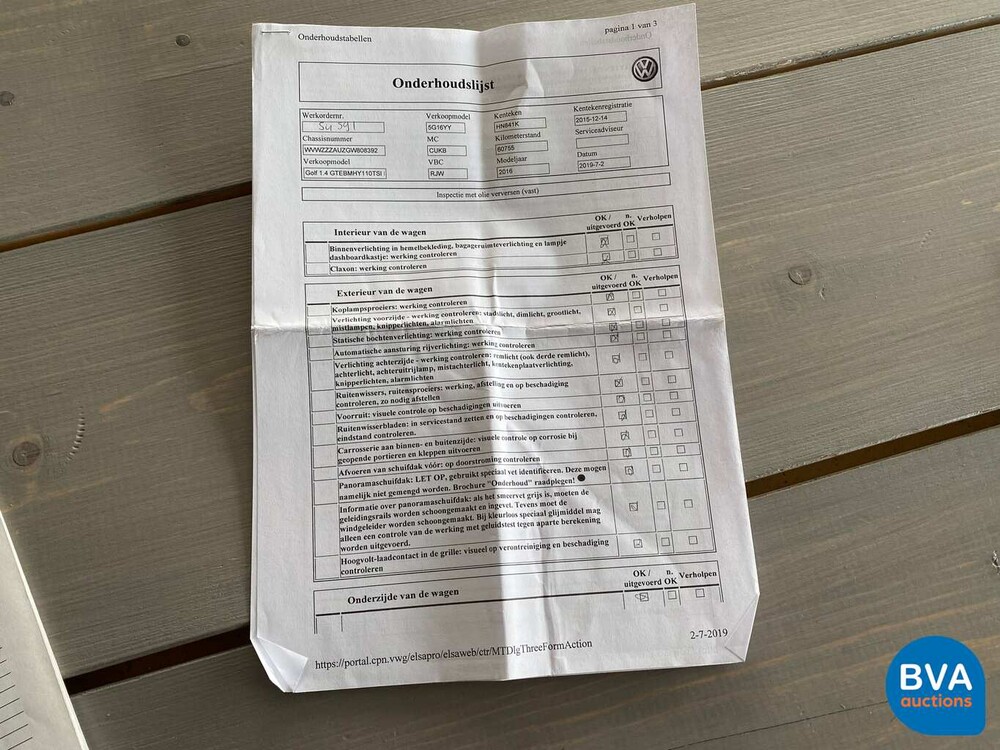 Onderhoudstabellen
pagina 1 van 3
Onderhoudslijst
Werkordernr.
Verkoopmodel
Kenteken
Kentekenregistratie
5G16YY
HN841K
2015-12-14
Chassisnummer
MC
Kilometerstand
Serviceadviseur
WVWZZZAUZGW808392
CUKB
60755
Verkoopmodel
VBC
Modeljaar
Datum
Golf 1.4 GTEBMHY110TSI
RJW
2016
2019-7-2
Inspectie met olie verversen (vast)
Interieur van de wagen
OK / uitgevoerd
n. OK
Verholpen
Binnenverlichting in hemelbekleding, bagageruimteverlichting en lampje
dashboardkastje: werking controleren
Claxon: werking controleren
Exterieur van de wagen
OK / uitgevoerd
n. OK
Verholpen
Koplampsproeiers: werking controleren
Verlichting voorzijde - werking controleren: stadslicht, dimlicht, grootlicht,
mistlampen, knipperlichten, alarmlichten
Statische bochtenverlichting: werking controleren
Automatische aansturing rijverlichting: werking controleren
Verlichting achterzijde - werking controleren: remlicht (ook derde remlicht),
achterlicht, achteruitrijlamp, mistachterlicht, kentekenplaatverlichting,
knipperlichten, alarmlichten
Ruitenwissers, ruitensproeiers: werking, afstelling en op beschadiging
controleren, zo nodig afstellen
Voorruit: visuele controle op beschadigingen uitvoeren
Ruitenwisserbladen: in servicestand zetten en op beschadigingen controleren,
eindstand controleren.
Carrosserie aan binnen- en buitenzijde: visuele controle op corrosie bij
geopende portieren en kleppen uitvoeren
Afvoeren van schuifdak vóór: op doorstroming controleren
Panoramaschuifdak: LET OP, gebruikt speciaal vet identificeren. Deze mogen
namelijk niet gemengd worden. Brochure "Onderhoud" raadplegen!
Informatie over panoramaschuifdak: als het smeervet grijs is, moeten de
geleidingsrails worden schoongemaakt en ingevet. Tevens moet de
windgeleider worden schoongemaakt. Bij kleurloos speciaal glijmiddel mag
alleen een controle van de werking met geluidstest tegen aparte berekening
worden uitgevoerd.
Hoogvolt-laadcontact in de grille: visueel op verontreiniging en beschadiging
controleren
Onderzijde van de wagen
OK / uitgevoerd
n. OK
Verholpen
https://portal.cpn.vwg/elsapro/elsaweb/ctr/MTDlgThreeFormAction
2-7-2019
BVA
auctions